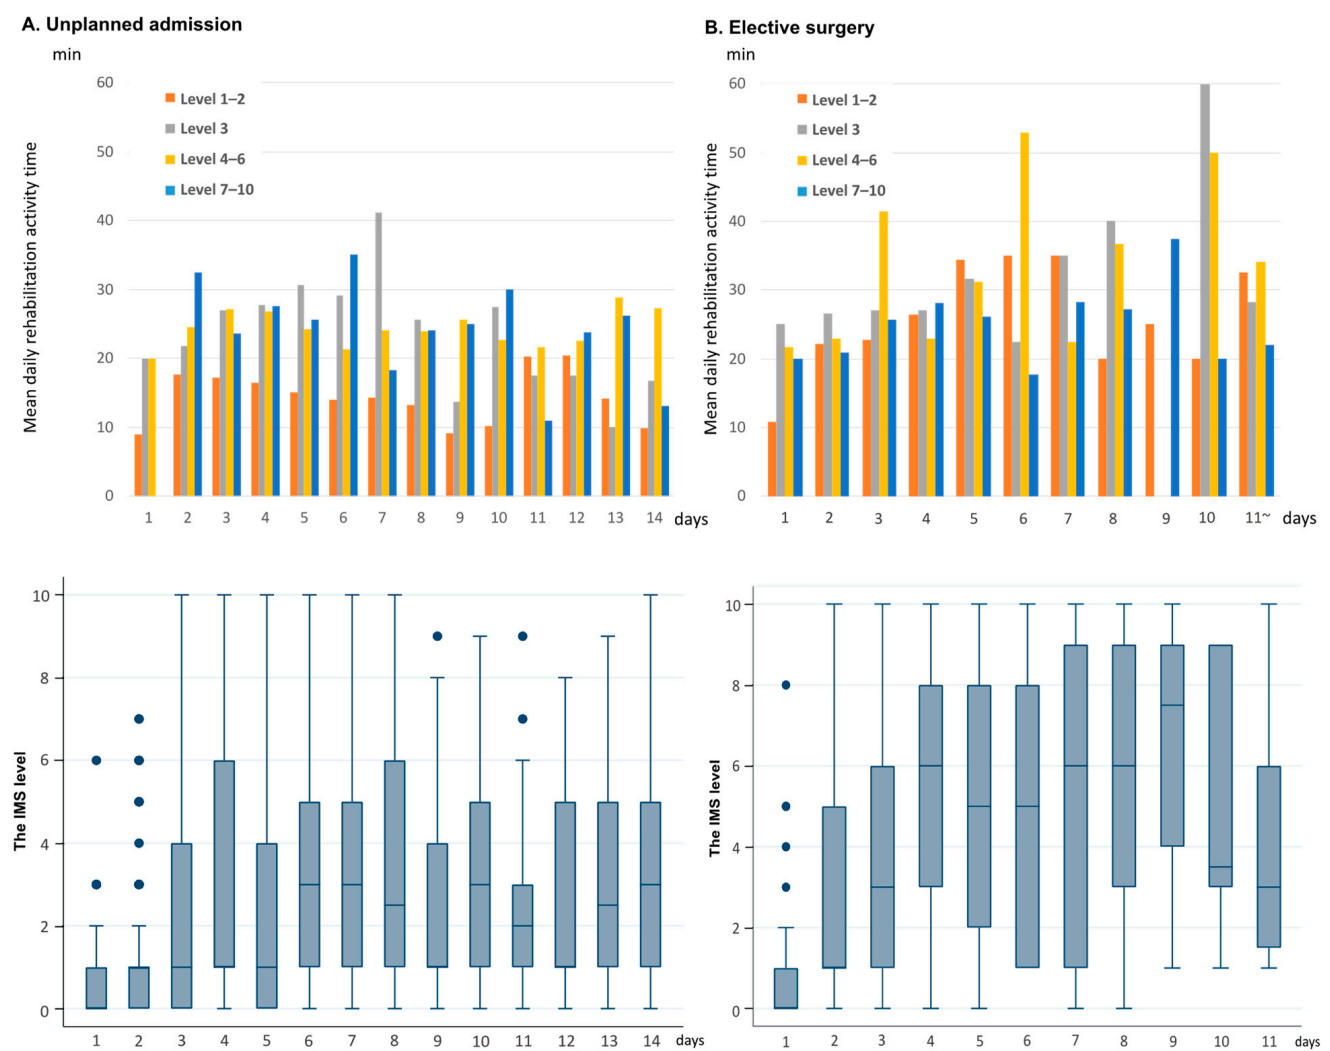 A. Unplanned admission
min
Mean daily rehabilitation activity time
60
50
40
30
20
10
0
Level 1–2
Level 3
Level 4–6
Level 7–10
1 2 3 4 5 6 7 8 9 10 11 12 13 14 days
B. Elective surgery
min
Mean daily rehabilitation activity time
60
50
40
30
20
10
0
Level 1–2
Level 3
Level 4–6
Level 7–10
1 2 3 4 5 6 7 8 9 10 11~ days
The IMS level
10
8
6
4
2
0
1 2 3 4 5 6 7 8 9 10 11 12 13 14 days
The IMS level
10
8
6
4
2
0
1 2 3 4 5 6 7 8 9 10 11 days